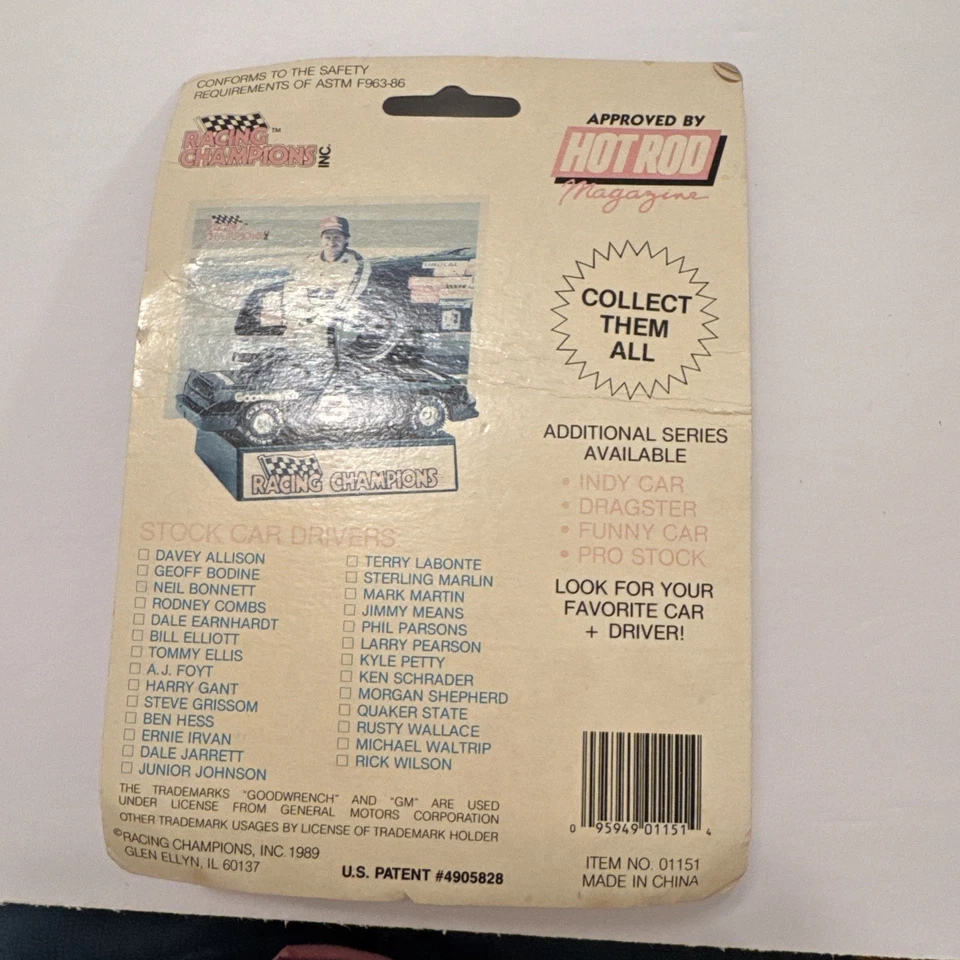 CONFORMS TO THE SAFETY
REQUIREMENTS OF ASTM F963-86
RACING
CHAMPIONS INC.
TM
APPROVED BY
HOT ROD
Magazine
COLLECT
THEM
ALL
GOODWRENCH
3
RACING CHAMPIONS
ADDITIONAL SERIES
AVAILABLE
• INDY CAR
• DRAGSTER
• FUNNY CAR
• PRO STOCK
LOOK FOR YOUR
FAVORITE CAR
+ DRIVER!
STOCK CAR DRIVERS
DAVEY ALLISON
GEOFF BODINE
NEIL BONNETT
RODNEY COMBS
DALE EARNHARDT
BILL ELLIOTT
TOMMY ELLIS
A.J. FOYT
HARRY GANT
STEVE GRISSOM
BEN HESS
ERNIE IRVAN
DALE JARRETT
JUNIOR JOHNSON
TERRY LABONTE
STERLING MARLIN
MARK MARTIN
JIMMY MEANS
PHIL PARSONS
LARRY PEARSON
KYLE PETTY
KEN SCHRADER
MORGAN SHEPHERD
QUAKER STATE
RUSTY WALLACE
MICHAEL WALTRIP
RICK WILSON
THE TRADEMARKS "GOODWRENCH" AND "GM" ARE USED
UNDER LICENSE FROM GENERAL MOTORS CORPORATION
OTHER TRADEMARK USAGES BY LICENSE OF TRADEMARK HOLDER
©RACING CHAMPIONS, INC. 1989
GLEN ELLYN, IL 60137
U.S. PATENT #4905828
0 95949 01151 4
ITEM NO. 01151
MADE IN CHINA